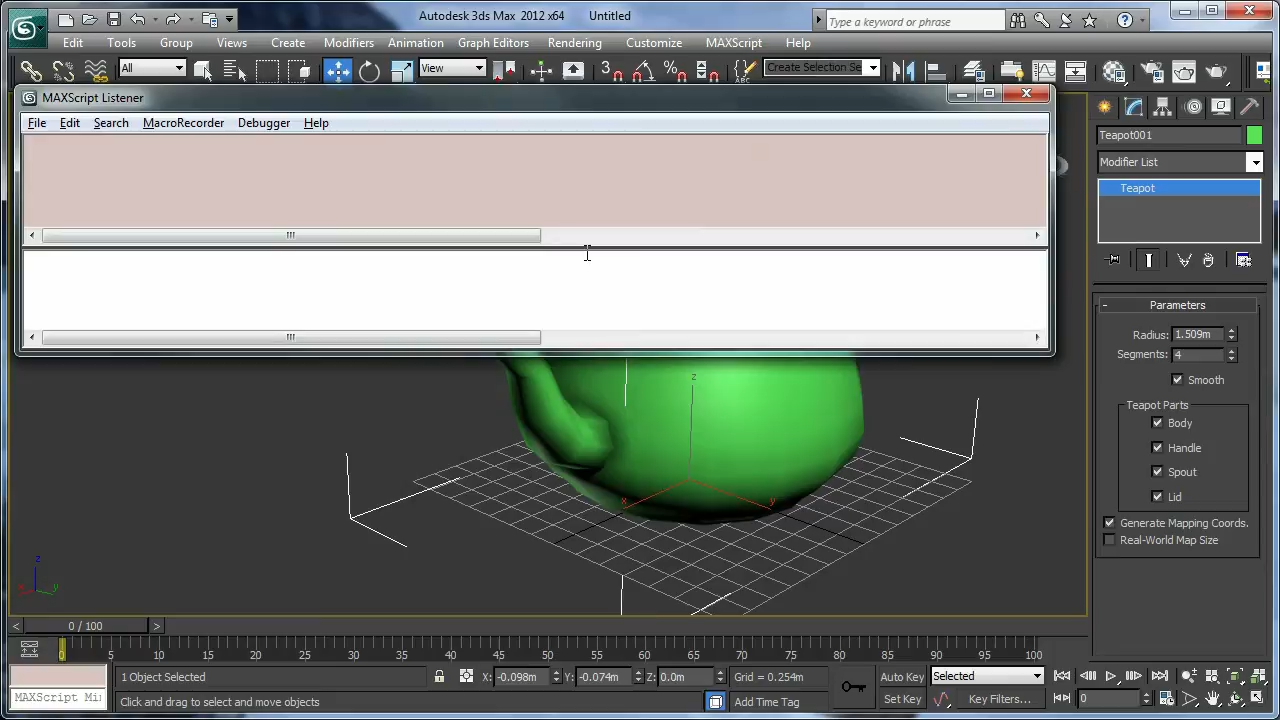 Autodesk 3ds Max 2012 x64 Untitled
Type a keyword or phrase
Edit Tools Group Views Create Modifiers Animation Graph Editors Rendering Customize MAXScript Help
All View Create Selection Se
MAXScript Listener
File Edit Search MacroRecorder Debugger Help
Teapot001
Modifier List
Teapot
- Parameters
Radius: 1.509m
Segments: 4
Smooth
Teapot Parts
Body
Handle
Spout
Lid
Generate Mapping Coords.
Real-World Map Size
z
x y
z
x y
0 / 100
0 5 10 15 20 25 30 35 40 45 50 55 60 65 70 75 80 85 90 95 100
1 Object Selected X: -0.098m Y: -0.074m Z: 0.0m Grid = 0.254m Auto Key Selected
MAXScript Mi Click and drag to select and move objects Add Time Tag Set Key Key Filters... 0